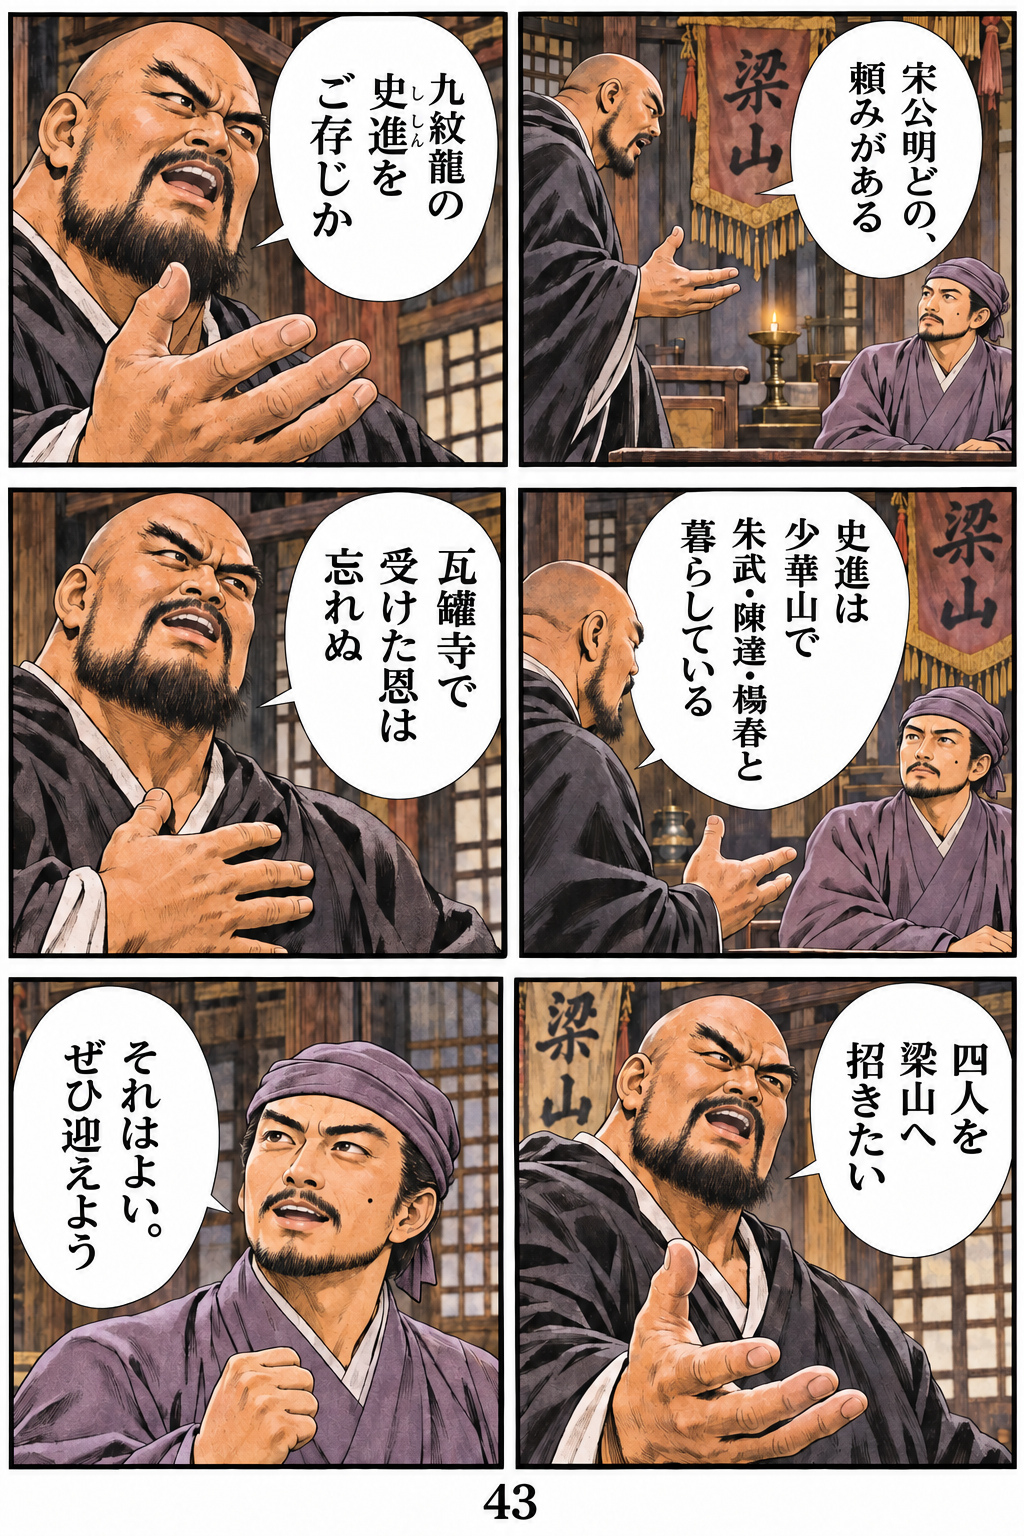 宋公明どの、
頼みがある
梁山
九紋龍の
史進を
ししん
ご存じか
史は
少華山で
朱武・陳達・楊春と
暮らしている
梁山
瓦罐寺で
受けた恩は
忘れぬ
四人を
梁山へ
招きたい
梁山
それはよい。
ぜひ迎えよう
43